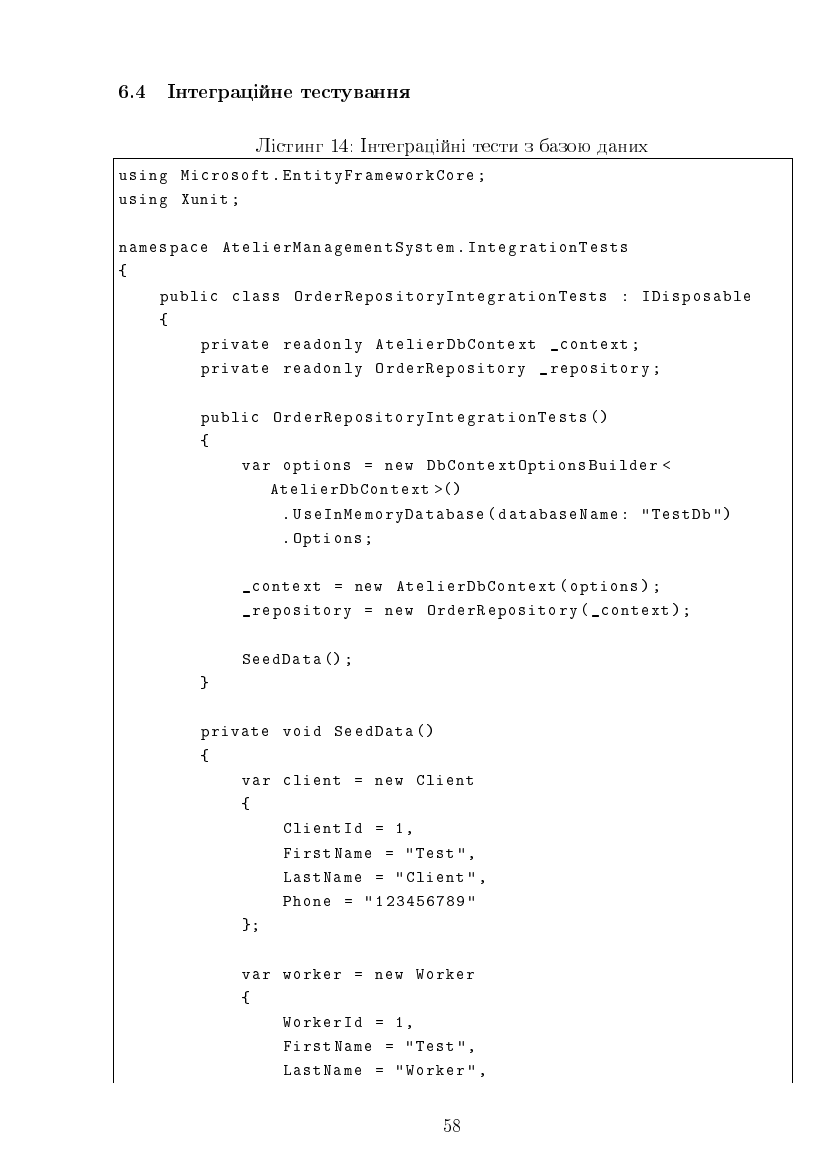 6.4 Інтеграційне тестування
Лістинг 14: Інтеграційні тести з базою даних
using Microsoft.EntityFrameworkCore;
using Xunit;
namespace AtelierManagementSystem.IntegrationTests
{
public class OrderRepositoryIntegrationTests : IDisposable
{
private readonly AtelierDbContext _context;
private readonly OrderRepository _repository;
public OrderRepositoryIntegrationTests()
{
var options = new DbContextOptionsBuilder<
AtelierDbContext>()
.UseInMemoryDatabase(databaseName: "TestDb")
.Options;
_context = new AtelierDbContext(options);
_repository = new OrderRepository(_context);
SeedData();
}
private void SeedData()
{
var client = new Client
{
ClientId = 1,
FirstName = "Test",
LastName = "Client",
Phone = "123456789"
};
var worker = new Worker
{
WorkerId = 1,
FirstName = "Test",
LastName = "Worker",
58